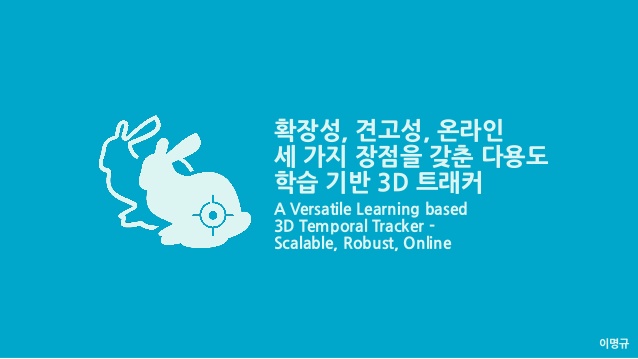 확장성, 견고성, 온라인
세 가지 장점을 갖춘 다용도
학습 기반 3D 트래커
A Versatile Learning based
3D Temporal Tracker -
Scalable, Robust, Online
이명규